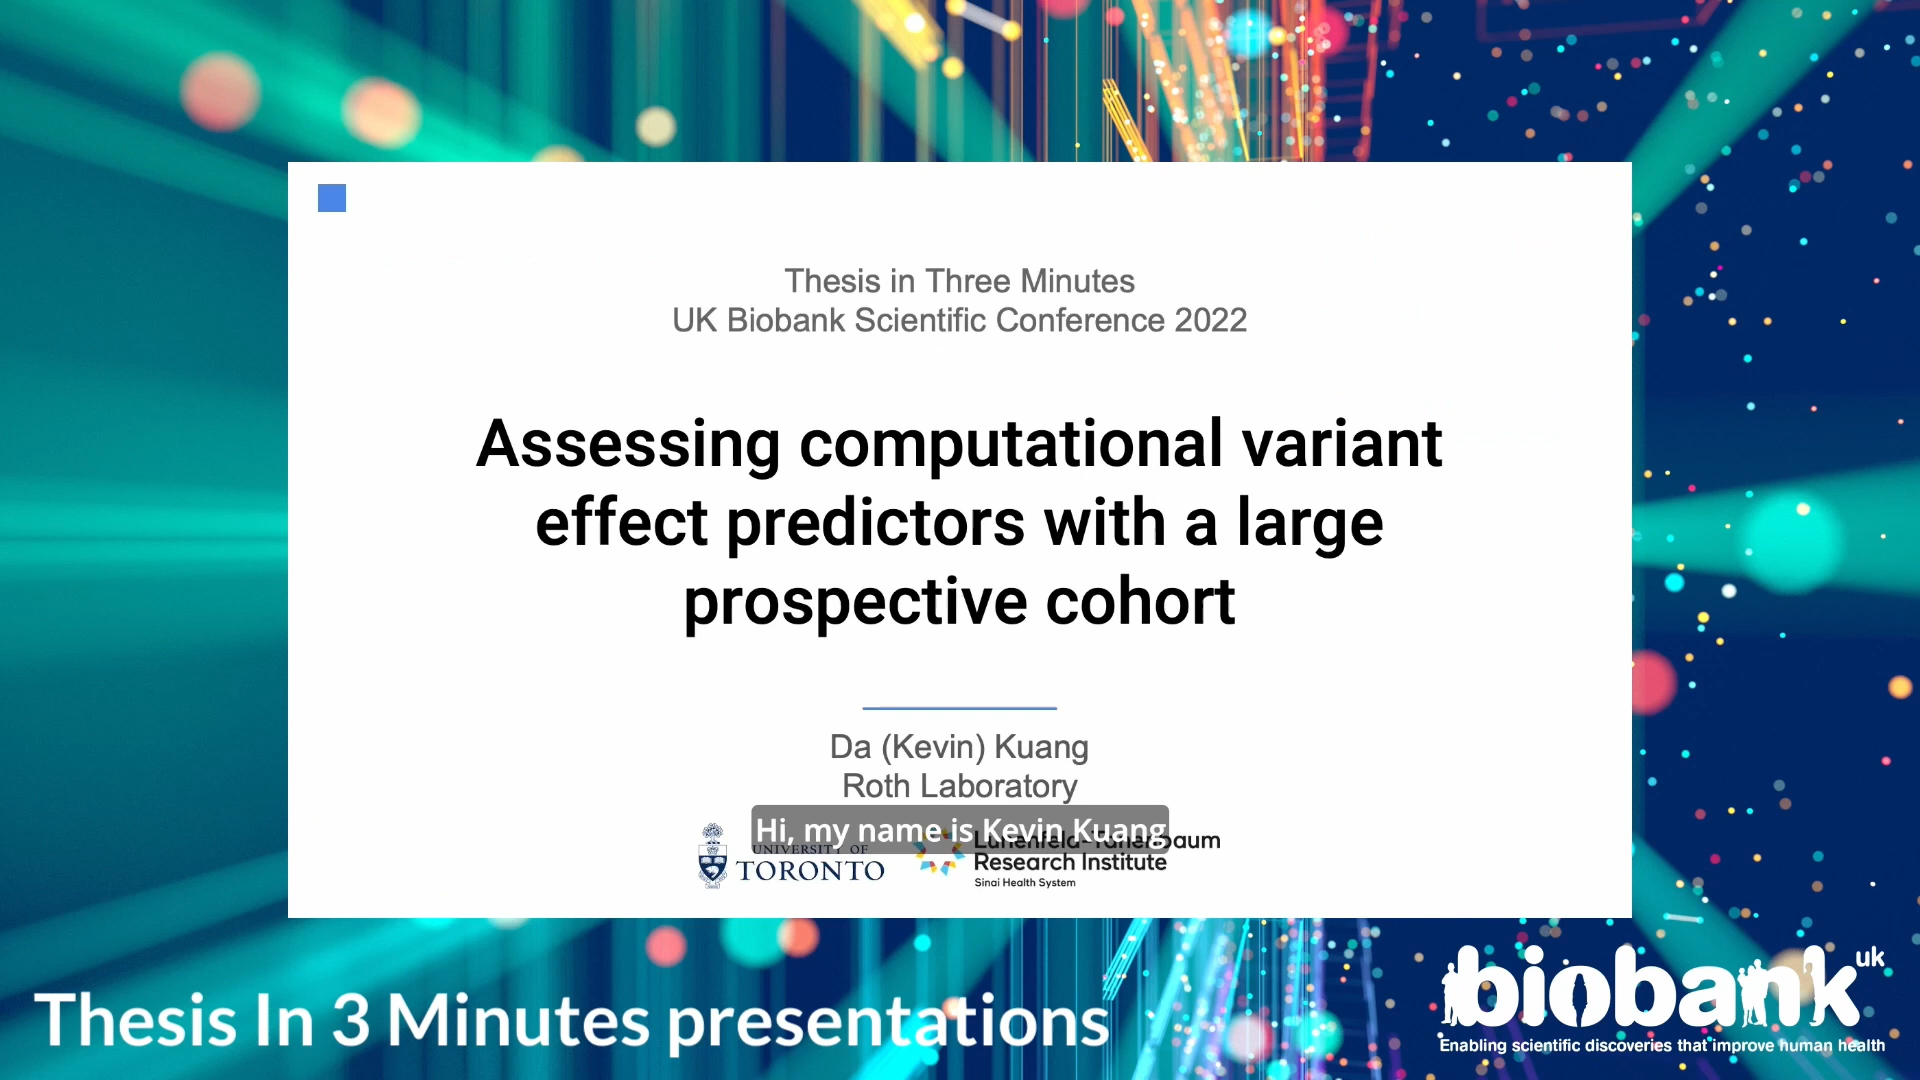 Thesis in Three Minutes
UK Biobank Scientific Conference 2022
Assessing computational variant
effect predictors with a large
prospective cohort
Da (Kevin) Kuang
Roth Laboratory
Hi, my name is Kevin Kuang
UNIVERSITY OF
TORONTO
Lunenfeld-Tanenbaum
Research Institute
Sinai Health System
Thesis In 3 Minutes presentations
biobank uk
Enabling scientific discoveries that improve human health